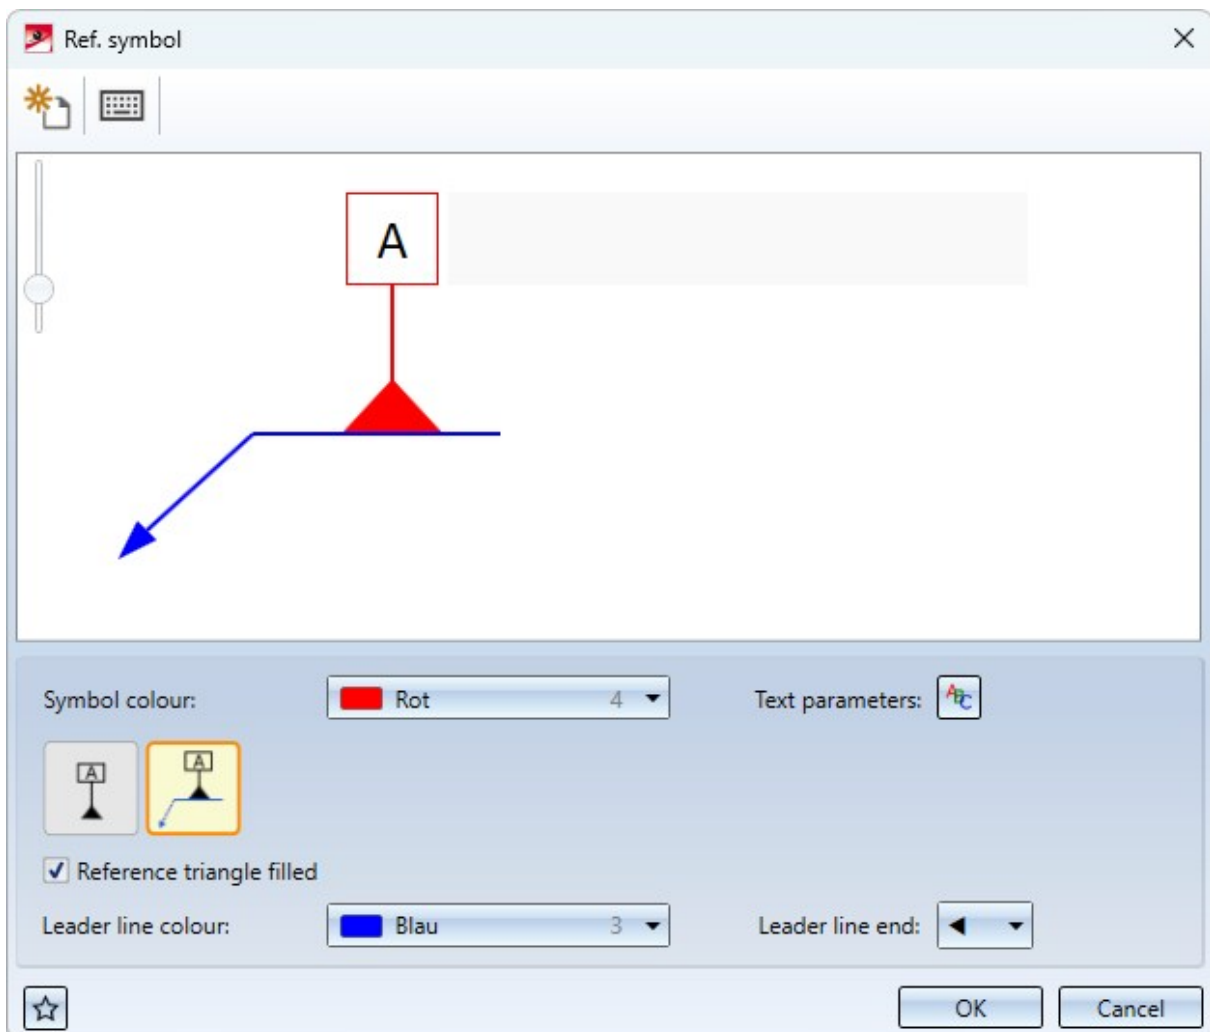 Ref. symbol
A
Symbol colour: Rot 4 Text parameters: ABC
A A
Reference triangle filled
Leader line colour: Blau 3 Leader line end:
OK Cancel